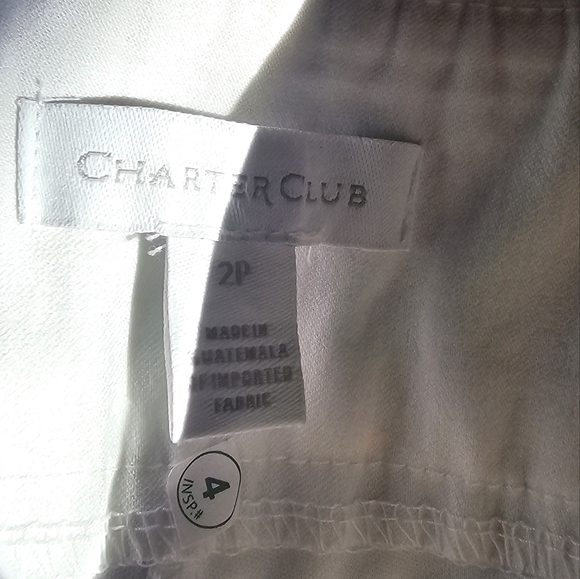 CHARTER CLUB
2P
MADE IN
GUATEMALA
OF IMPORTED
FABRIC
4
INSP.#